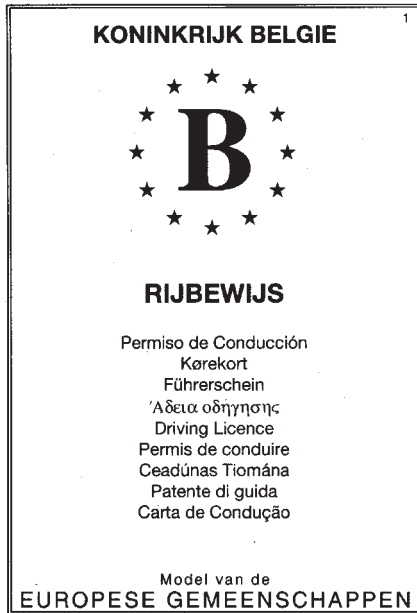 1
KONINKRIJK BELGIE
B
RIJBEWIJS
Permiso de Conducción
Kørekort
Führerschein
Άδεια οδήγησης
Driving Licence
Permis de conduire
Ceadúnas Tiomána
Patente di guida
Carta de Condução
Model van de
EUROPESE GEMEENSCHAPPEN